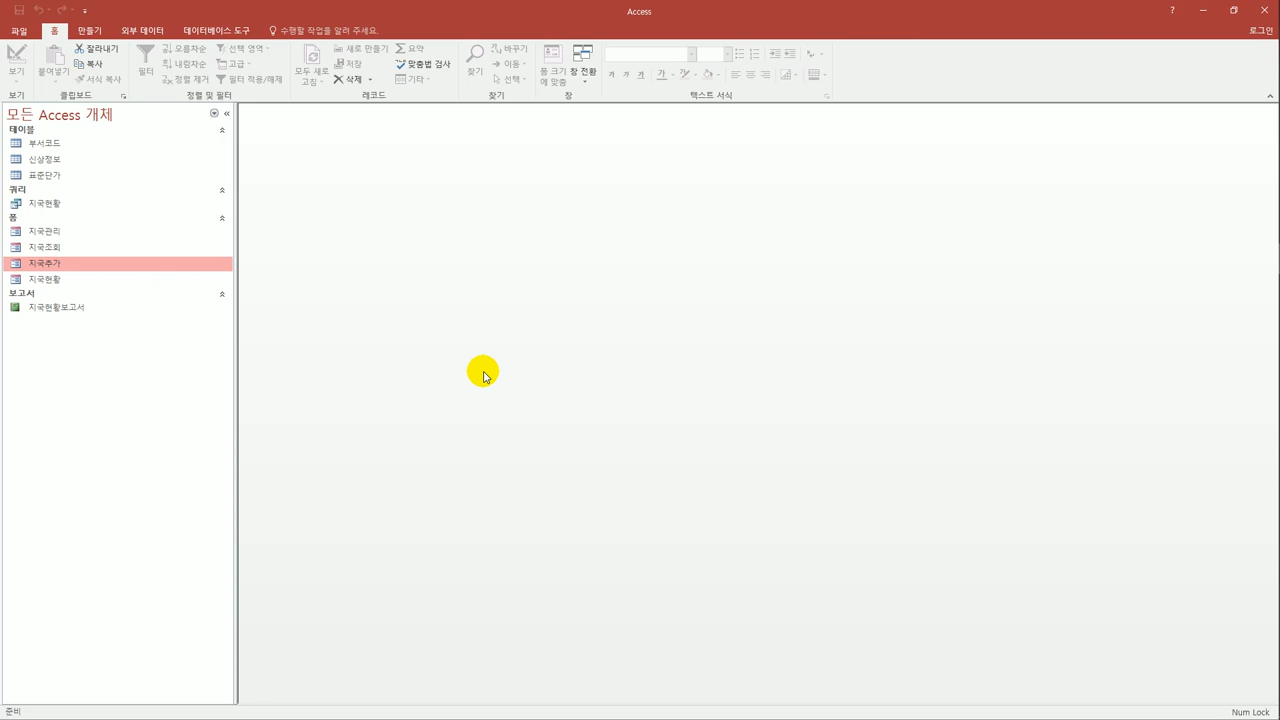 Access
?
파일 홈 만들기 외부 데이터 데이터베이스 도구 수행할 작업을 알려 주세요. 로그인
보기
붙여넣기
잘라내기
복사
서식 복사
필터
오름차순
내림차순
정렬 제거
선택 영역
고급
필터 적용/해제
모두 새로
고침
새로 만들기
저장
삭제
요약
맞춤법 검사
기타
찾기
바꾸기
이동
선택
폼 크기
에 맞춤
창 전환
가 가 가 가
보기 클립보드 정렬 및 필터 레코드 찾기 창 텍스트 서식
모든 Access 개체
테이블
부서코드
신상정보
표준단가
쿼리
지국현황
폼
지국관리
지국조회
지국추가
지국현황
보고서
지국현황보고서
준비 Num Lock